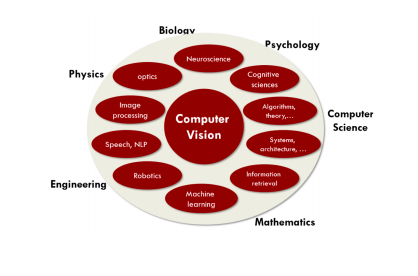 Biology
Psychology
Neuroscience
Physics
optics
Cognitive
sciences
Image
processing
Algorithms,
theory,...
Computer
Vision
Computer
Science
Speech, NLP
Systems,
architecture, ...
Robotics
Information
retrieval
Engineering
Machine
learning
Mathematics